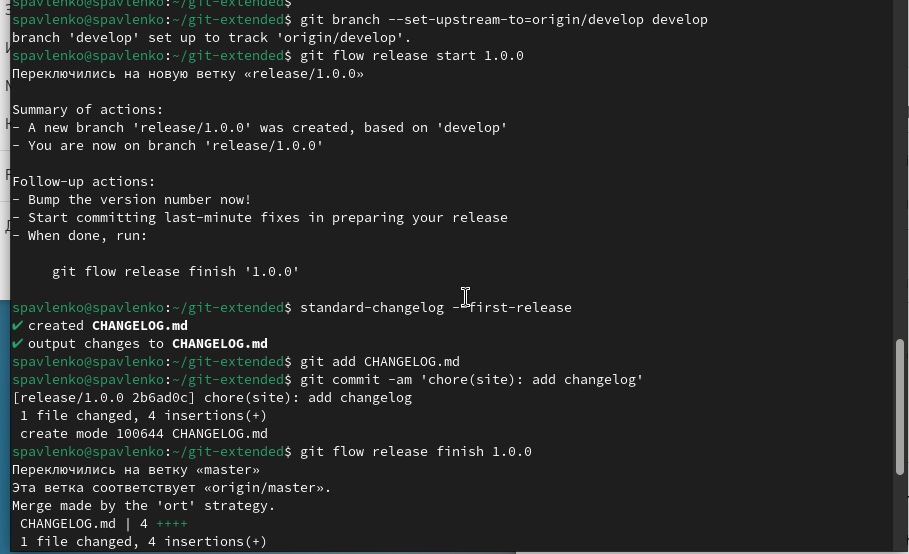 spavlenko@spavlenko:~/git-extended$
spavlenko@spavlenko:~/git-extended$ git branch --set-upstream-to=origin/develop develop
branch 'develop' set up to track 'origin/develop'.
spavlenko@spavlenko:~/git-extended$ git flow release start 1.0.0
Переключились на новую ветку «release/1.0.0»
Summary of actions:
- A new branch 'release/1.0.0' was created, based on 'develop'
- You are now on branch 'release/1.0.0'
Follow-up actions:
- Bump the version number now!
- Start committing last-minute fixes in preparing your release
- When done, run:
git flow release finish '1.0.0'
spavlenko@spavlenko:~/git-extended$ standard-changelog --first-release
✔ created CHANGELOG.md
✔ output changes to CHANGELOG.md
spavlenko@spavlenko:~/git-extended$ git add CHANGELOG.md
spavlenko@spavlenko:~/git-extended$ git commit -am 'chore(site): add changelog'
[release/1.0.0 2b6ad0c] chore(site): add changelog
1 file changed, 4 insertions(+)
create mode 100644 CHANGELOG.md
spavlenko@spavlenko:~/git-extended$ git flow release finish 1.0.0
Переключились на ветку «master»
Эта ветка соответствует «origin/master».
Merge made by the 'ort' strategy.
CHANGELOG.md | 4 ++++
1 file changed, 4 insertions(+)